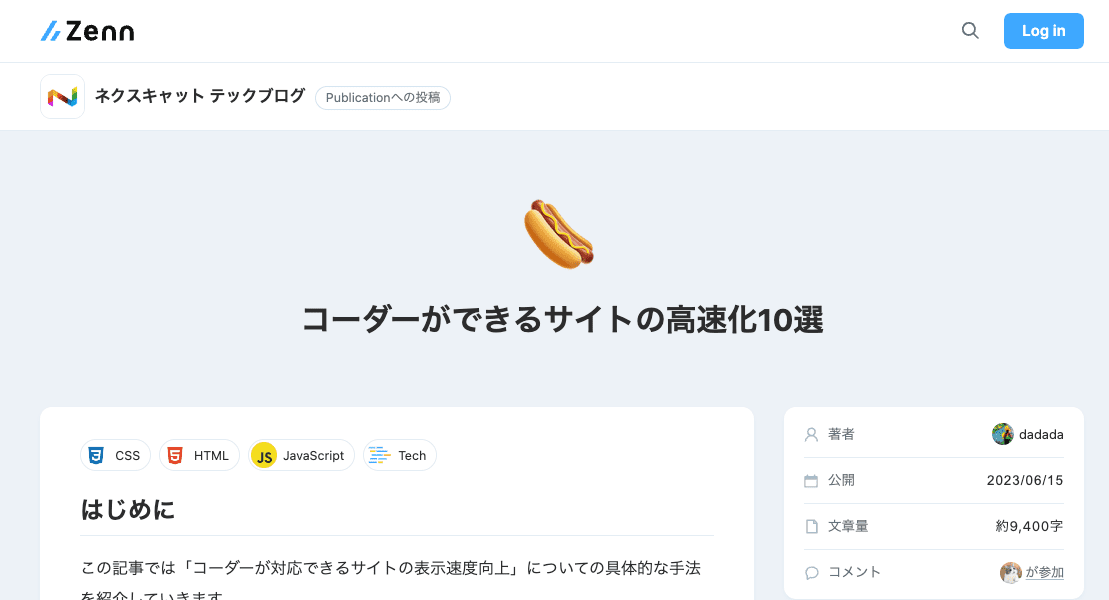 Zenn
Log in
ネクスキャット テックブログ Publicationへの投稿
コーダーができるサイトの高速化10選
CSS HTML JS JavaScript Tech
はじめに
この記事では「コーダーが対応できるサイトの表示速度向上」についての具体的な手法
を紹介していきます。
著者 dadada
公開 2023/06/15
文章量 約9,400字
コメント が参加